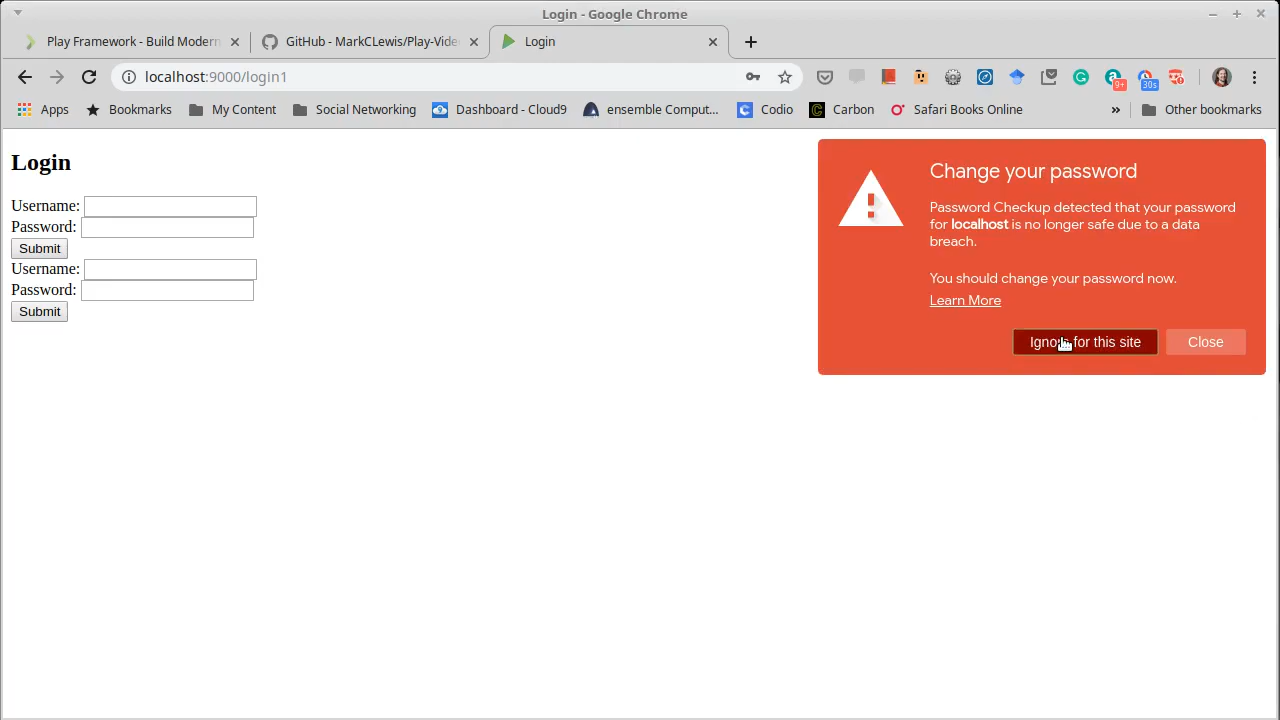 Login - Google Chrome
Play Framework - Build Modern
GitHub - MarkCLewis/Play-Vide
Login
localhost:9000/login1
9+
30s
Apps
Bookmarks
My Content
Social Networking
Dashboard - Cloud9
ensemble Comput...
Codio
Carbon
Safari Books Online
»
Other bookmarks
Login
Username:
Password:
Submit
Username:
Password:
Submit
Change your password
Password Checkup detected that your password
for localhost is no longer safe due to a data
breach.
You should change your password now.
Learn More
Ignore for this site
Close